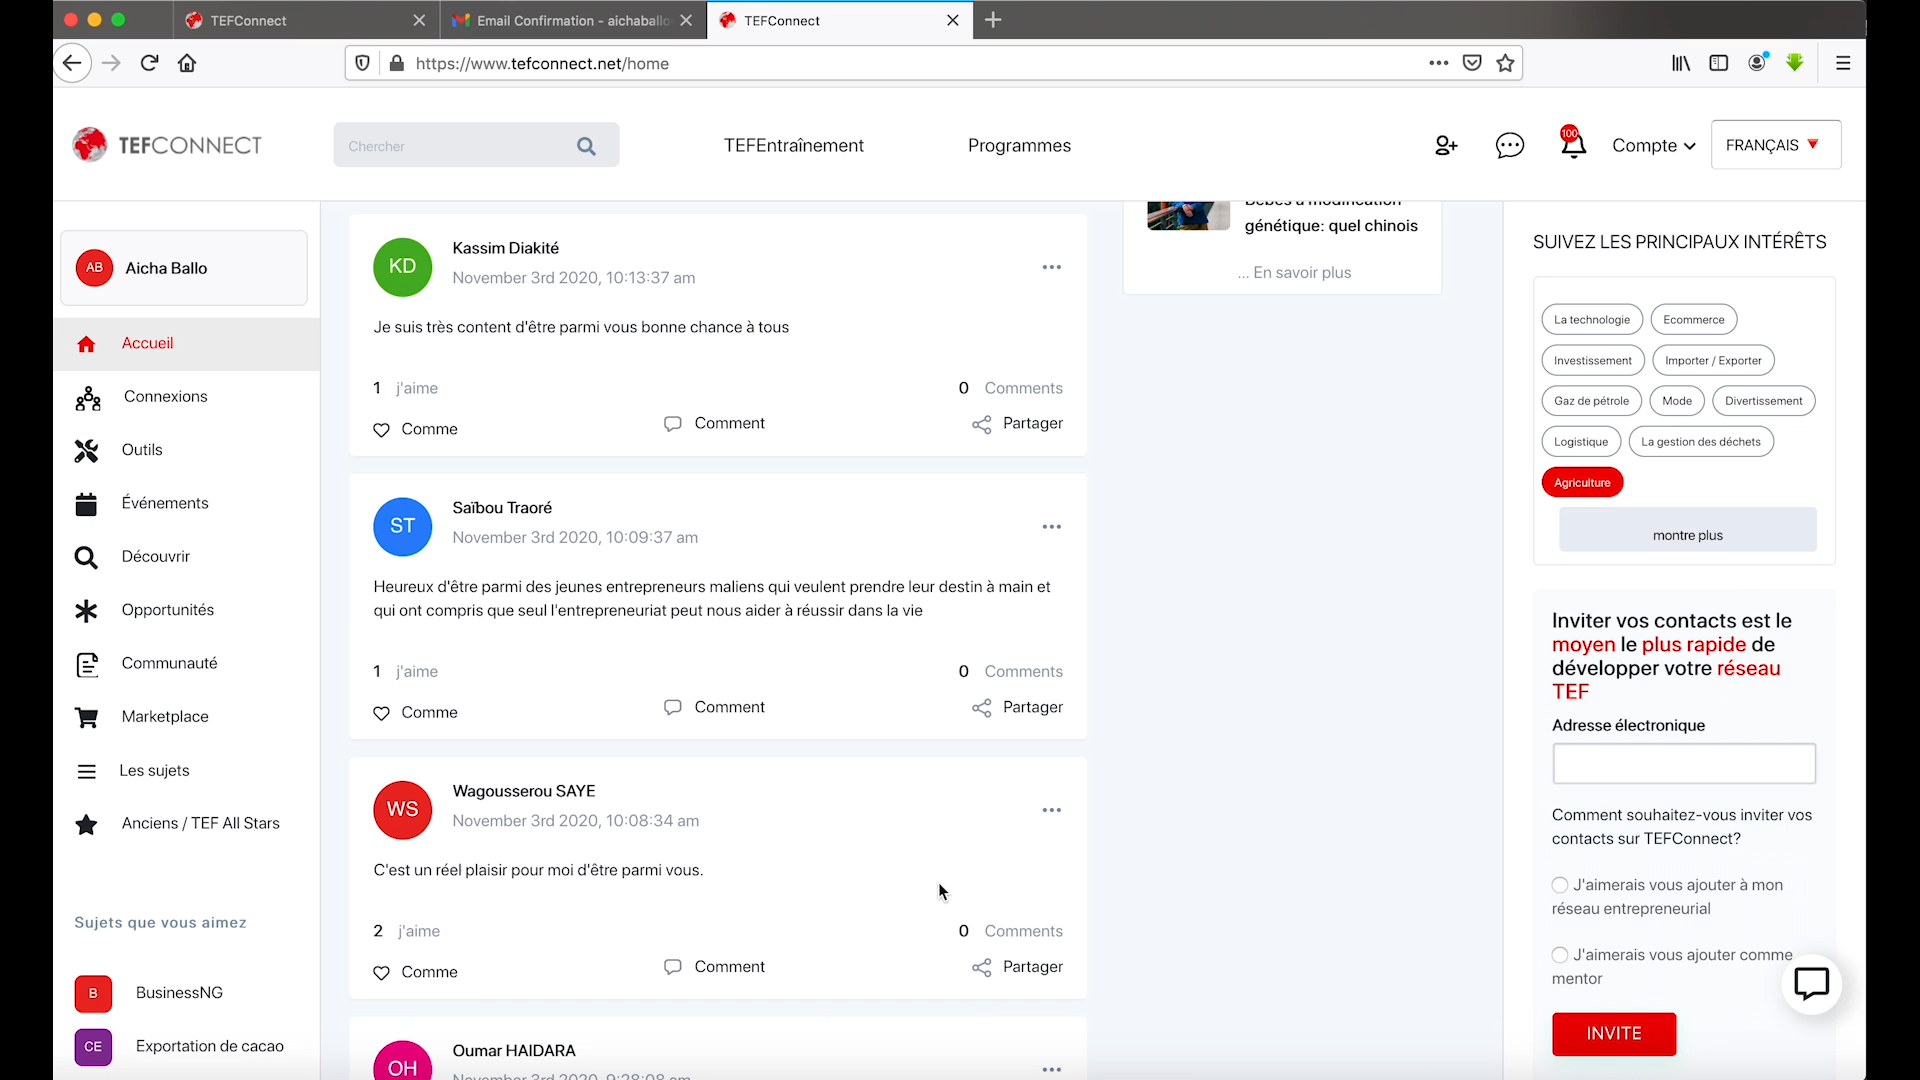 TEFConnect
Email Confirmation - aichaballo
TEFConnect
https://www.tefconnect.net/home
TEFCONNECT
Chercher
TEFEntraînement
Programmes
100
Compte
FRANÇAIS
AB
Aicha Ballo
Accueil
Connexions
Outils
Événements
Découvrir
Opportunités
Communauté
Marketplace
Les sujets
Anciens / TEF All Stars
Sujets que vous aimez
B
BusinessNG
CE
Exportation de cacao
KD
Kassim Diakité
November 3rd 2020, 10:13:37 am
Je suis très content d'être parmi vous bonne chance à tous
1 j'aime
0 Comments
Comme
Comment
Partager
ST
Saïbou Traoré
November 3rd 2020, 10:09:37 am
Heureux d'être parmi des jeunes entrepreneurs maliens qui veulent prendre leur destin à main et
qui ont compris que seul l'entrepreneuriat peut nous aider à réussir dans la vie
1 j'aime
0 Comments
Comme
Comment
Partager
WS
Wagousserou SAYE
November 3rd 2020, 10:08:34 am
C'est un réel plaisir pour moi d'être parmi vous.
2 j'aime
0 Comments
Comme
Comment
Partager
OH
Oumar HAIDARA
November 3rd 2020, 9:28:08 am
Bébés à modification
génétique: quel chinois
... En savoir plus
SUIVEZ LES PRINCIPAUX INTÉRÊTS
La technologie
Ecommerce
Investissement
Importer / Exporter
Gaz de pétrole
Mode
Divertissement
Logistique
La gestion des déchets
Agriculture
montre plus
Inviter vos contacts est le
moyen le plus rapide de
développer votre réseau
TEF
Adresse électronique
Comment souhaitez-vous inviter vos
contacts sur TEFConnect?
J'aimerais vous ajouter à mon
réseau entrepreneurial
J'aimerais vous ajouter comme
mentor
INVITE